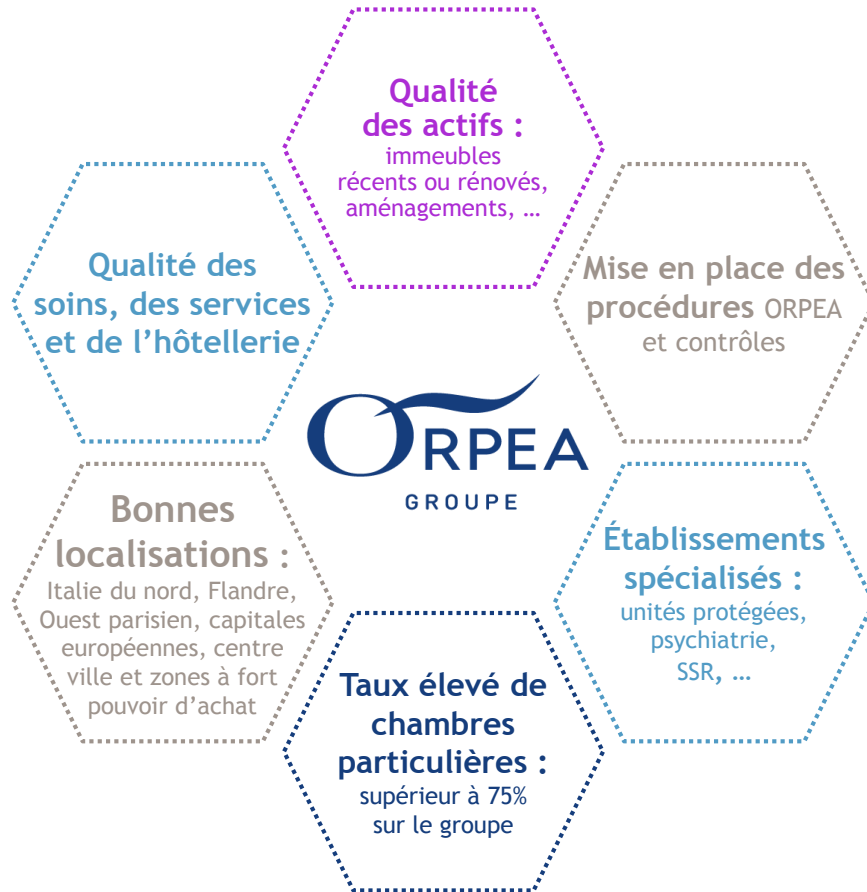 Qualité
des actifs :
immeubles
récents ou rénovés,
aménagements, …
Qualité des
soins, des services
et de l’hôtellerie
Mise en place des
procédures ORPEA
et contrôles
ORPEA
GROUPE
Bonnes
localisations :
Italie du nord, Flandre,
Ouest parisien, capitales
européennes, centre
ville et zones à fort
pouvoir d’achat
Établissements
spécialisés :
unités protégées,
psychiatrie,
SSR, …
Taux élevé de
chambres
particulières :
supérieur à 75%
sur le groupe